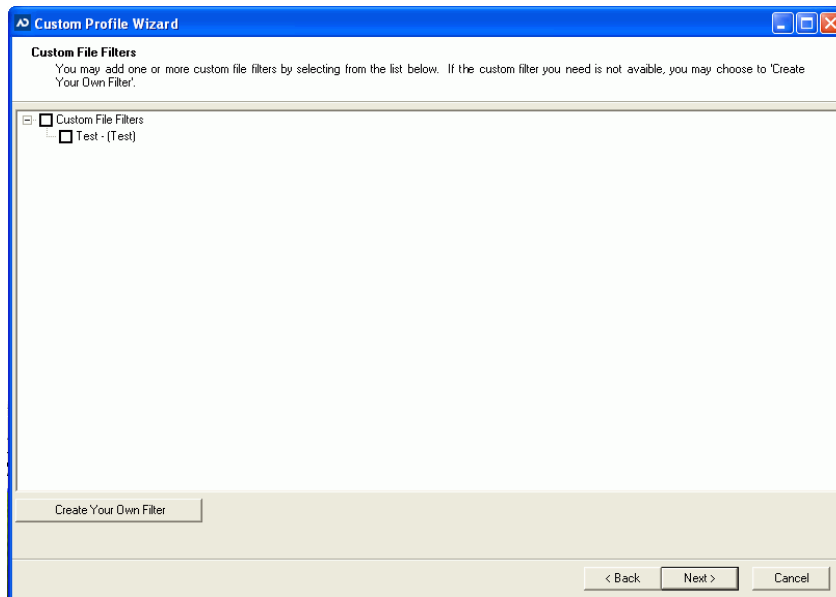 Custom Profile Wizard
Custom File Filters
You may add one or more custom file filters by selecting from the list below. If the custom filter you need is not avaible, you may choose to 'Create
Your Own Filter'.
Custom File Filters
Test - (Test)
Create Your Own Filter
< Back Next > Cancel